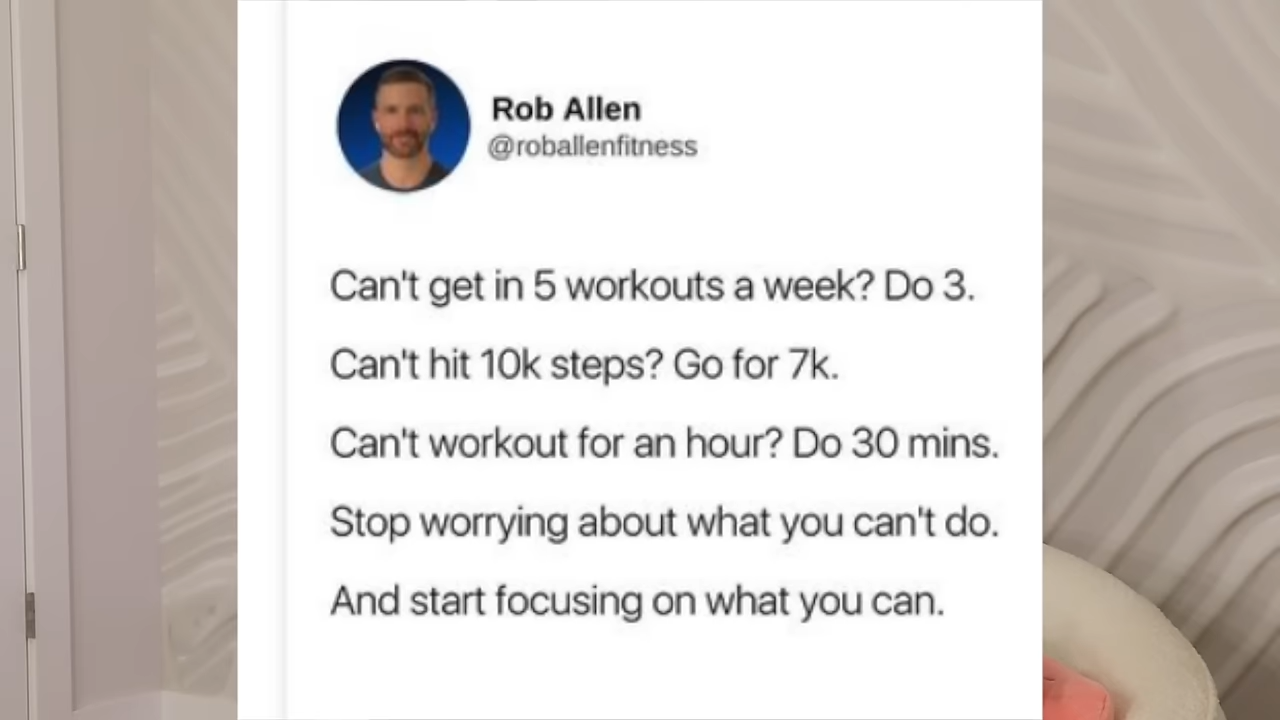 Rob Allen
@roballenfitness
Can't get in 5 workouts a week? Do 3.
Can't hit 10k steps? Go for 7k.
Can't workout for an hour? Do 30 mins.
Stop worrying about what you can't do.
And start focusing on what you can.